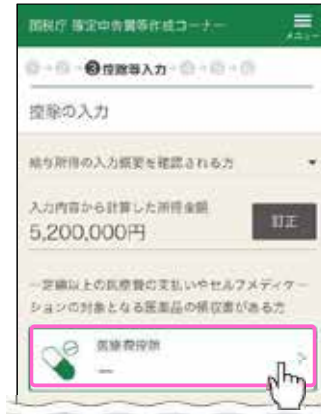 国税庁 確定申告書等作成コーナー
メニュー
3 控除等入力
控除の入力
給与所得の入力概要を確認される方
入力内容から計算した所得金額
5,200,000円
訂正
一定額以上の医療費の支払いやセルフメディケー
ションの対象となる医薬品の領収書がある方
医療費控除
―